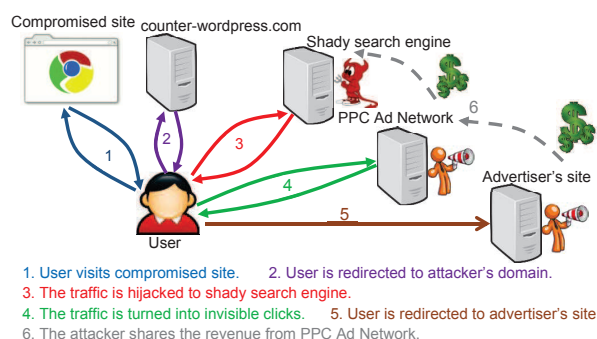 Compromised site
counter-wordpress.com
Shady search engine
6
PPC Ad Network
1
2
3
4
Advertiser's site
5
User
1. User visits compromised site. 2. User is redirected to attacker's domain.
3. The traffic is hijacked to shady search engine.
4. The traffic is turned into invisible clicks. 5. User is redirected to advertiser's site
6. The attacker shares the revenue from PPC Ad Network.